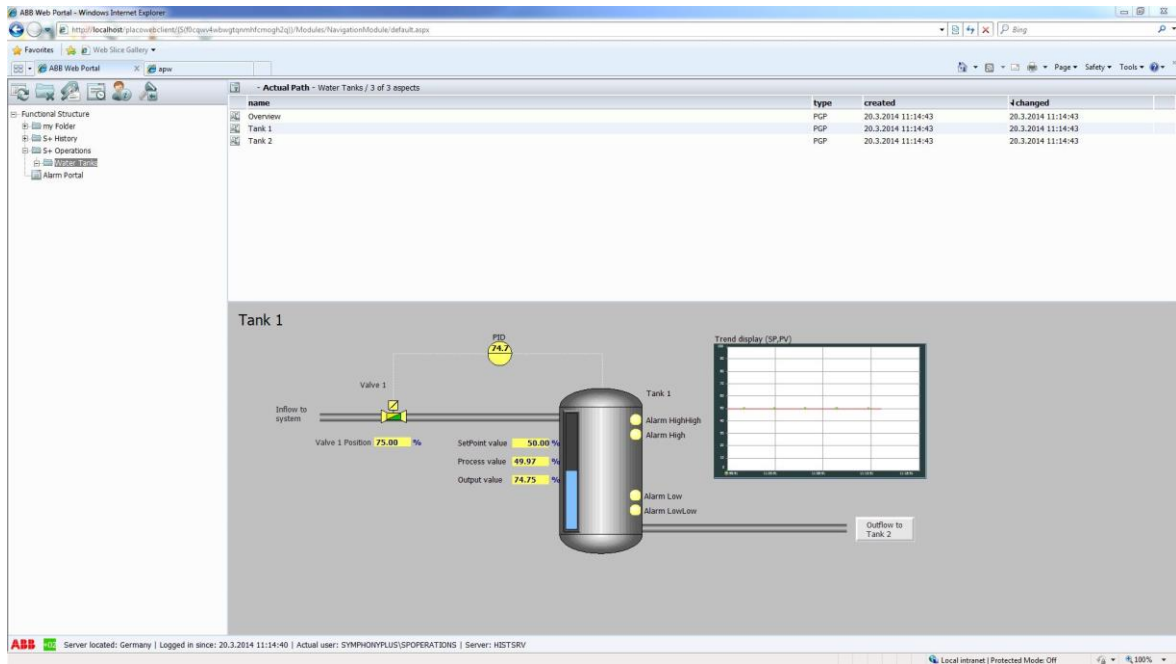 ABB Web Portal - Windows Internet Explorer
Bing
Favorites Web Slice Gallery
ABB Web Portal X apw
Page Safety Tools
- Actual Path - Water Tanks / 3 of 3 aspects
name type created changed
Overview PGP 20.3.2014 11:14:43 20.3.2014 11:14:43
Tank 1 PGP 20.3.2014 11:14:43 20.3.2014 11:14:43
Tank 2 PGP 20.3.2014 11:14:43 20.3.2014 11:14:43
Functional Structure
my Folder
S+ History
S+ Operations
Water Tanks
Alarm Portal
Tank 1
PID
74.7
Trend display (SP,PV)
Valve 1
Tank 1
Inflow to
system
Alarm HighHigh
Alarm High
Valve 1 Position 75.00 %
SetPoint value 50.00 %
Process value 49.97 %
Output value 74.75 %
Alarm Low
Alarm LowLow
Outflow to
Tank 2
ABB Server located: Germany | Logged in since: 20.3.2014 11:14:40 | Actual user: SYMPHONYPLUS\SPOPERATIONS | Server: HISTSRV
Local intranet | Protected Mode: Off 100%